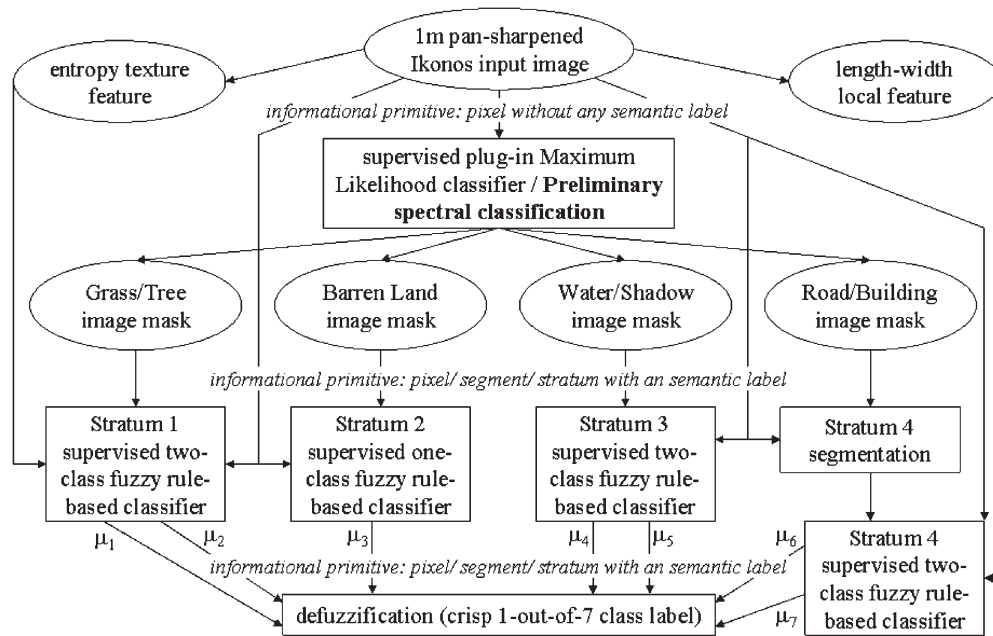 1m pan-sharpened
Ikonos input image
entropy texture
feature
length-width
local feature
informational primitive: pixel without any semantic label
supervised plug-in Maximum
Likelihood classifier / Preliminary
spectral classification
Grass/Tree
image mask
Barren Land
image mask
Water/Shadow
image mask
Road/Building
image mask
informational primitive: pixel/ segment/ stratum with an semantic label
Stratum 1
supervised two-
class fuzzy rule-
based classifier
Stratum 2
supervised one-
class fuzzy rule-
based classifier
Stratum 3
supervised two-
class fuzzy rule-
based classifier
Stratum 4
segmentation
μ1
μ2
μ3
μ4
μ5
μ6
Stratum 4
supervised two-
class fuzzy rule-
based classifier
informational primitive: pixel/ segment/ stratum with an semantic label
defuzzification (crisp 1-out-of-7 class label)
μ7